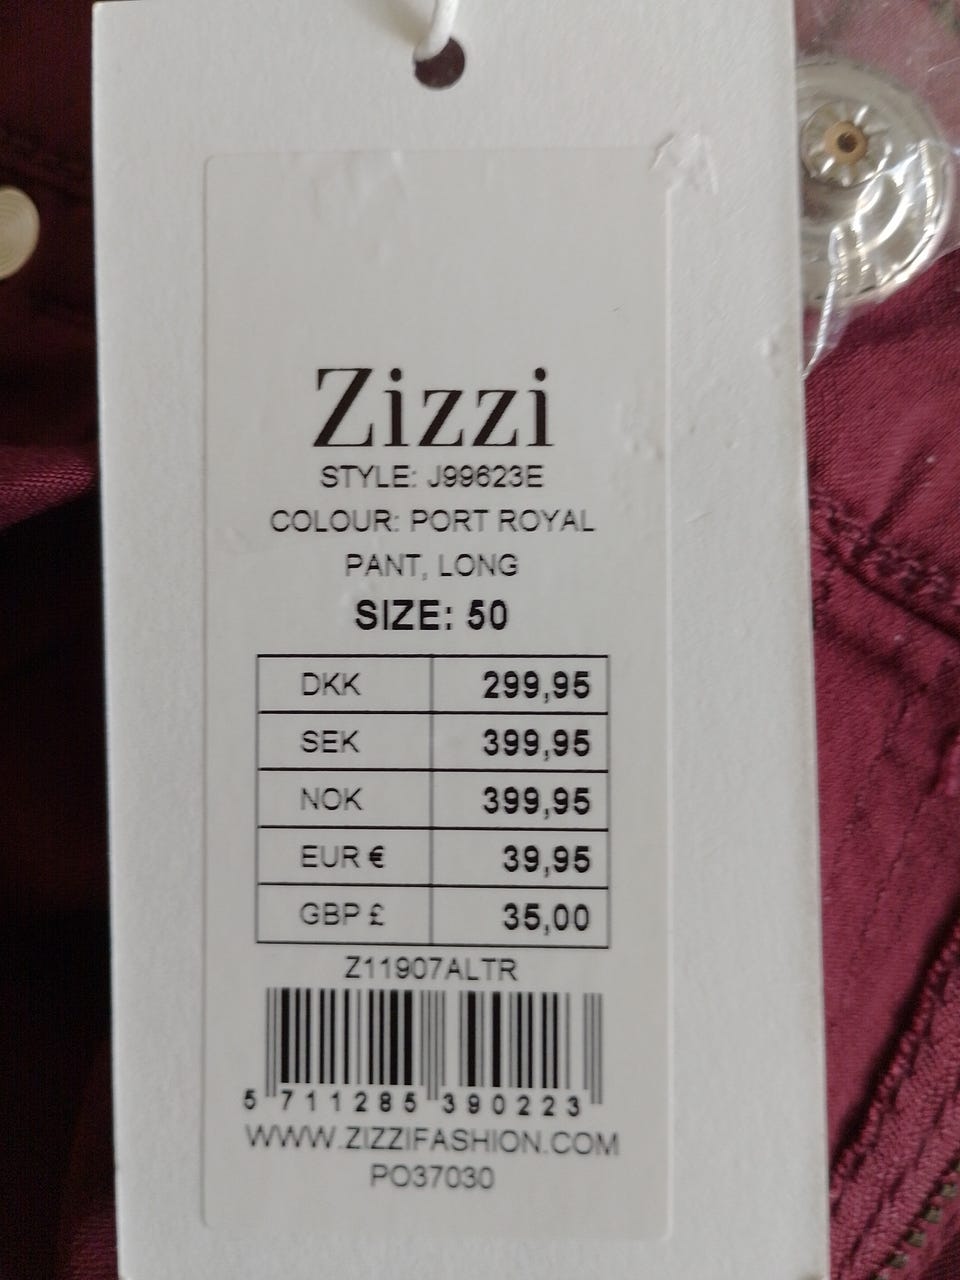 Zizzi
STYLE: J99623E
COLOUR: PORT ROYAL
PANT, LONG
SIZE: 50
DKK 299,95
SEK 399,95
NOK 399,95
EUR € 39,95
GBP £ 35,00
Z11907ALTR
5 711285 390223
WWW.ZIZZIFASHION.COM
PO37030